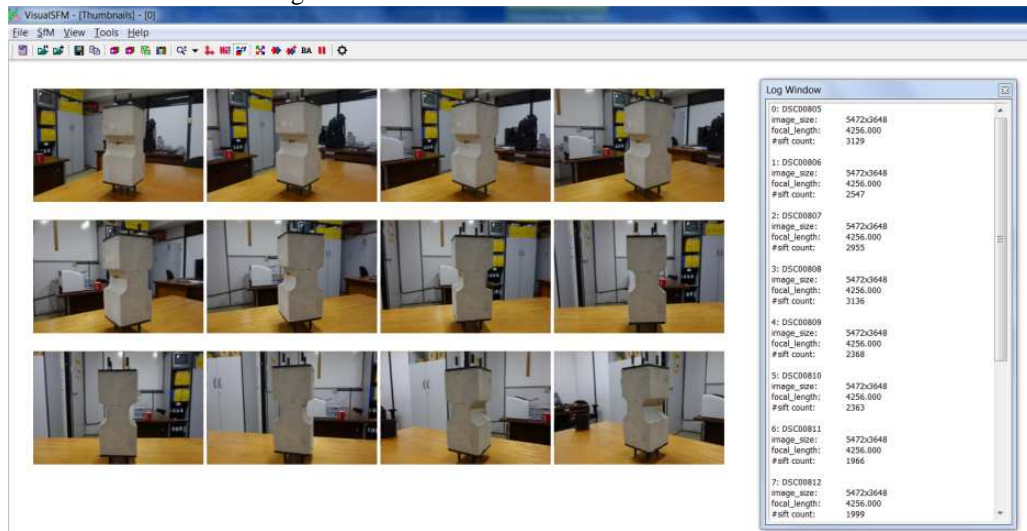 VisualSFM - [Thumbnails] - [0]
File SfM View Tools Help
BA
Log Window
0: DSC00805
image_size: 5472x3648
focal_length: 4256.000
#sift count: 3129
1: DSC00806
image_size: 5472x3648
focal_length: 4256.000
#sift count: 2547
2: DSC00807
image_size: 5472x3648
focal_length: 4256.000
#sift count: 2955
3: DSC00808
image_size: 5472x3648
focal_length: 4256.000
#sift count: 3136
4: DSC00809
image_size: 5472x3648
focal_length: 4256.000
#sift count: 2368
5: DSC00810
image_size: 5472x3648
focal_length: 4256.000
#sift count: 2363
6: DSC00811
image_size: 5472x3648
focal_length: 4256.000
#sift count: 1966
7: DSC00812
image_size: 5472x3648
focal_length: 4256.000
#sift count: 1999